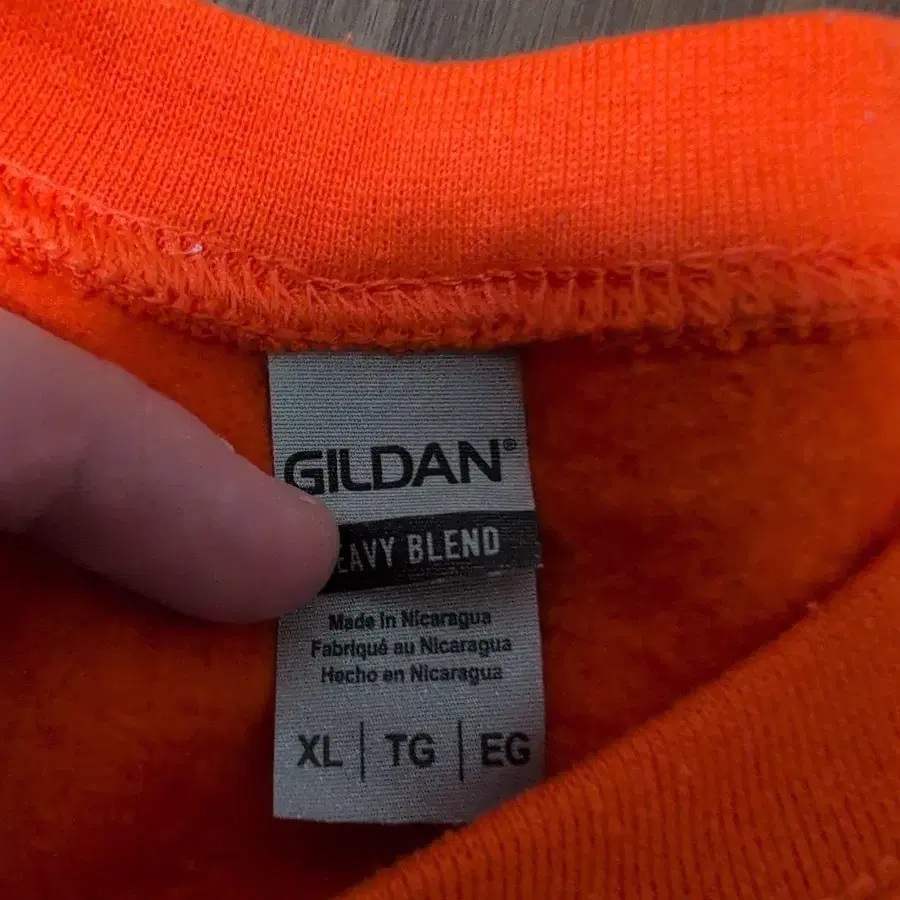 GILDAN®
EAVY BLEND
Made in Nicaragua
Fabriqué au Nicaragua
Hecho en Nicaragua
XL | TG | EG